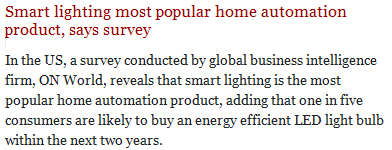 Smart lighting most popular home automation
product, says survey
In the US, a survey conducted by global business intelligence
firm, ON World, reveals that smart lighting is the most
popular home automation product, adding that one in five
consumers are likely to buy an energy efficient LED light bulb
within the next two years.